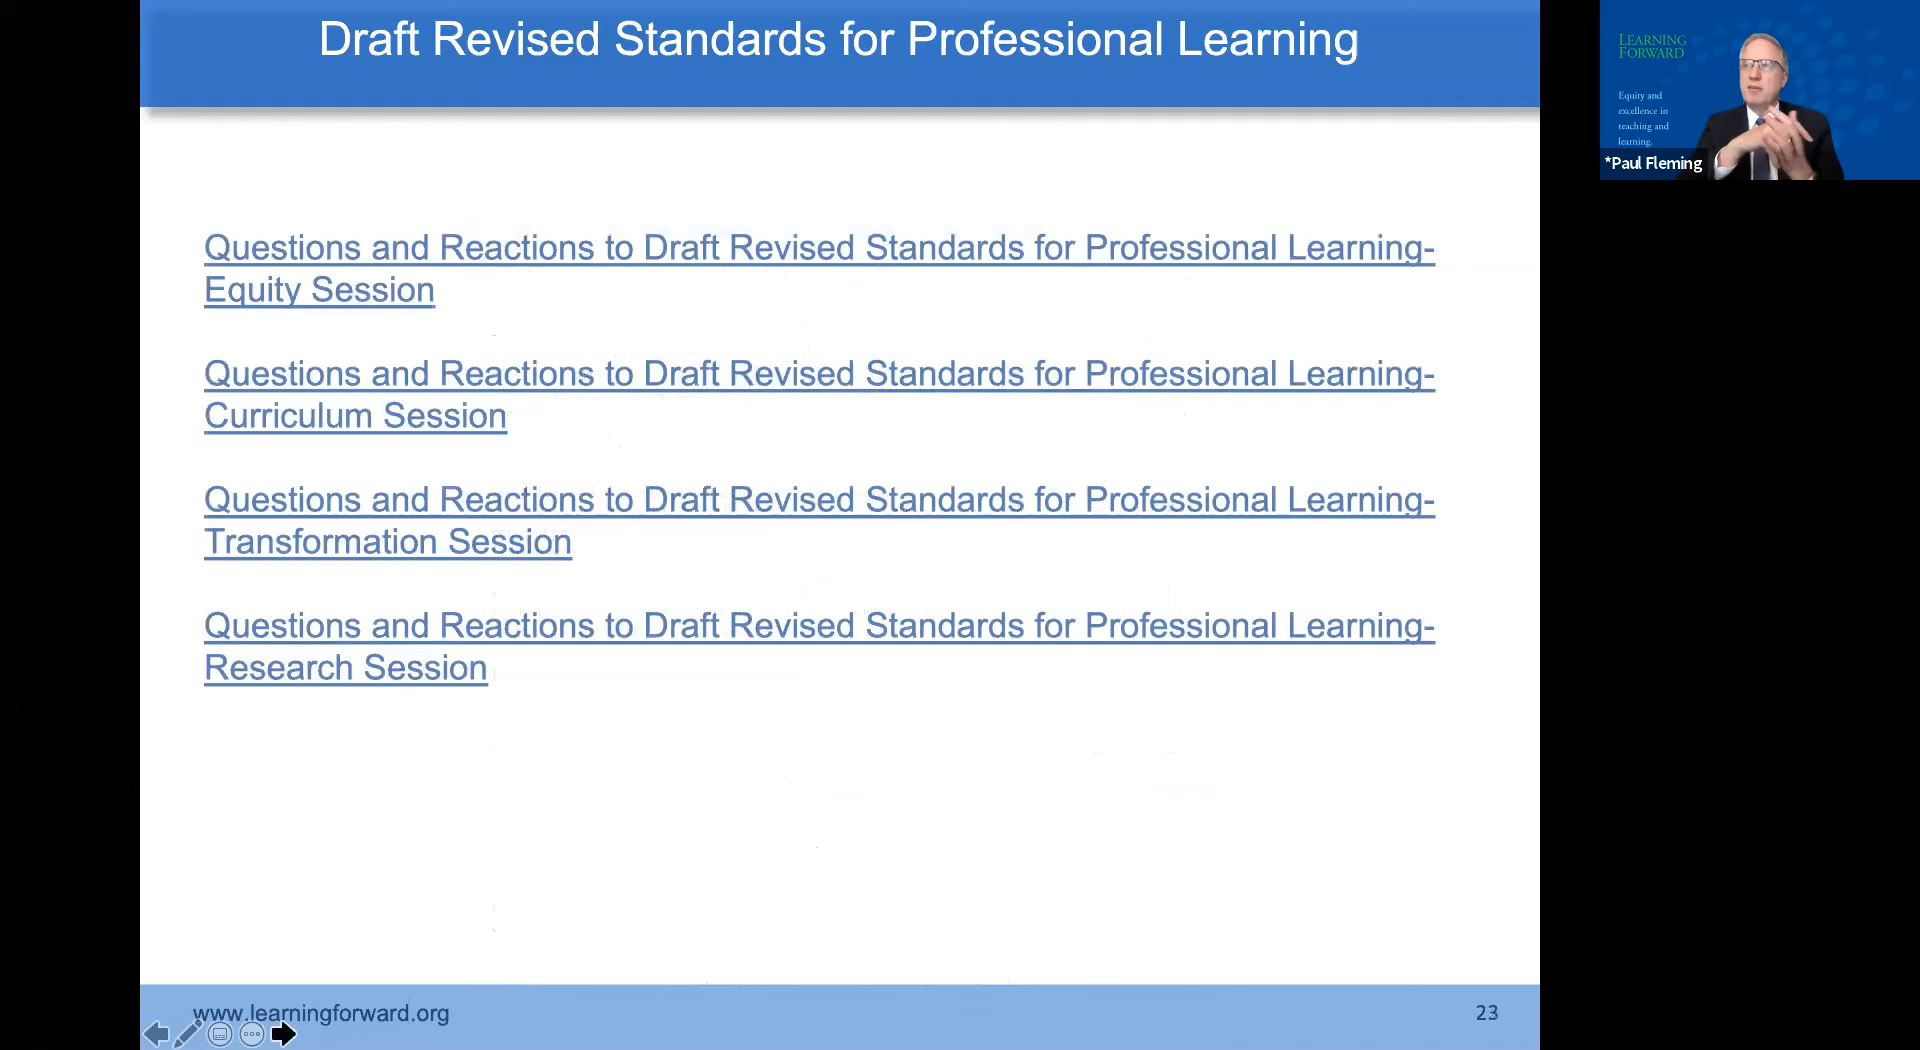 Draft Revised Standards for Professional Learning
Questions and Reactions to Draft Revised Standards for Professional Learning-
Equity Session
Questions and Reactions to Draft Revised Standards for Professional Learning-
Curriculum Session
Questions and Reactions to Draft Revised Standards for Professional Learning-
Transformation Session
Questions and Reactions to Draft Revised Standards for Professional Learning-
Research Session
www.learningforward.org
23
LEARNING
FORWARD
Equity and
excellence in
teaching and
learning.
*Paul Fleming